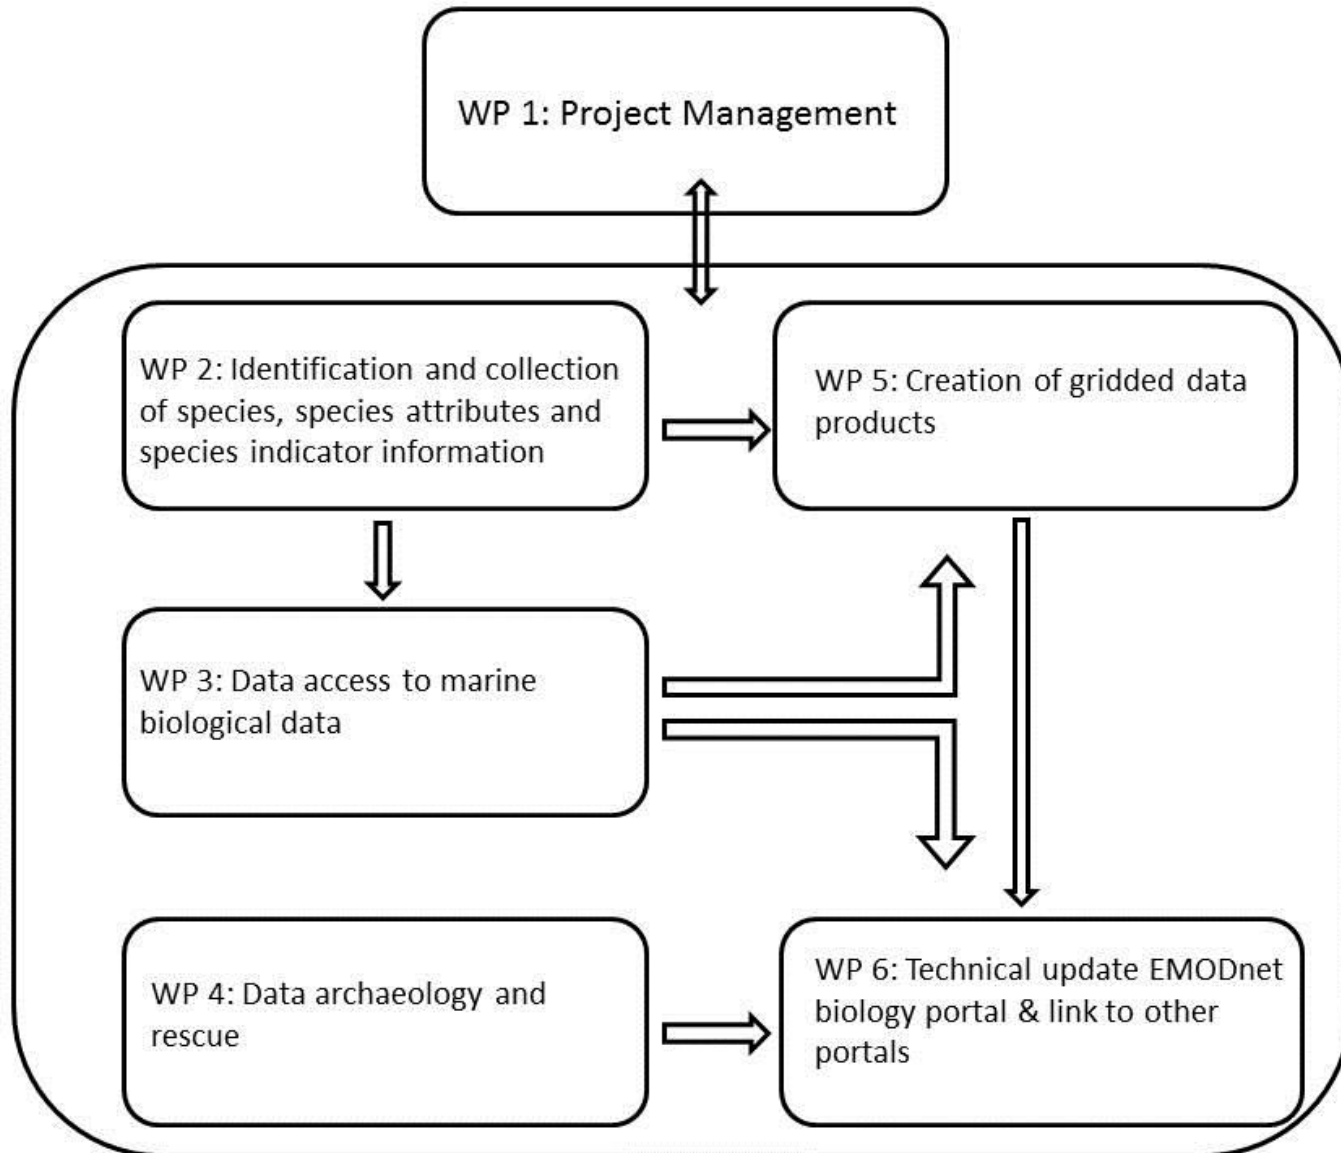 WP 1: Project Management
WP 2: Identification and collection
of species, species attributes and
species indicator information
WP 5: Creation of gridded data
products
WP 3: Data access to marine
biological data
WP 4: Data archaeology and
rescue
WP 6: Technical update EMODnet
biology portal & link to other
portals